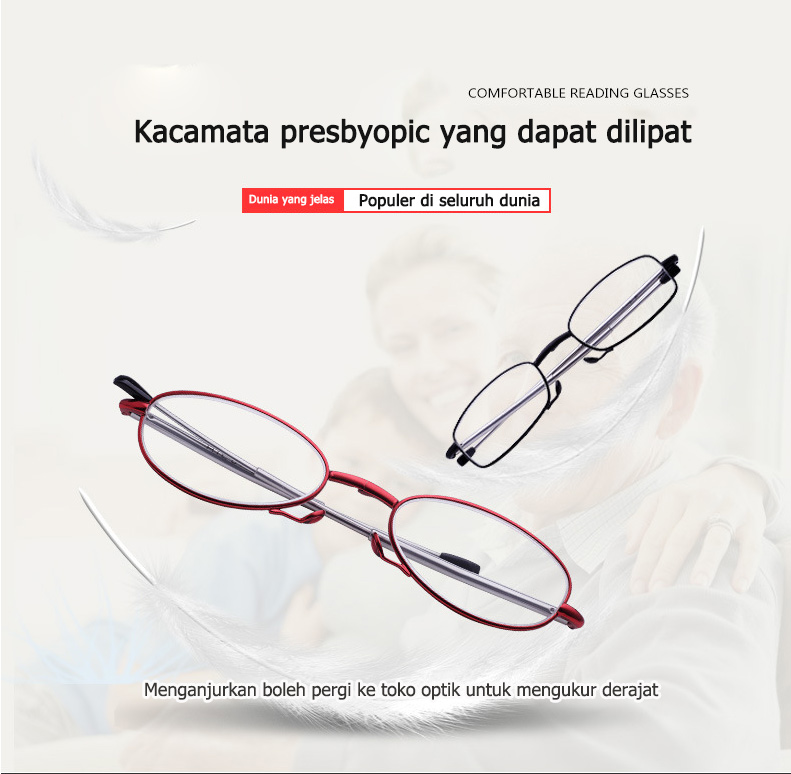 COMFORTABLE READING GLASSES
Kacamata presbyopic yang dapat dilipat
Dunia yang jelas Populer di seluruh dunia
Menganjurkan boleh pergi ke toko optik untuk mengukur derajat